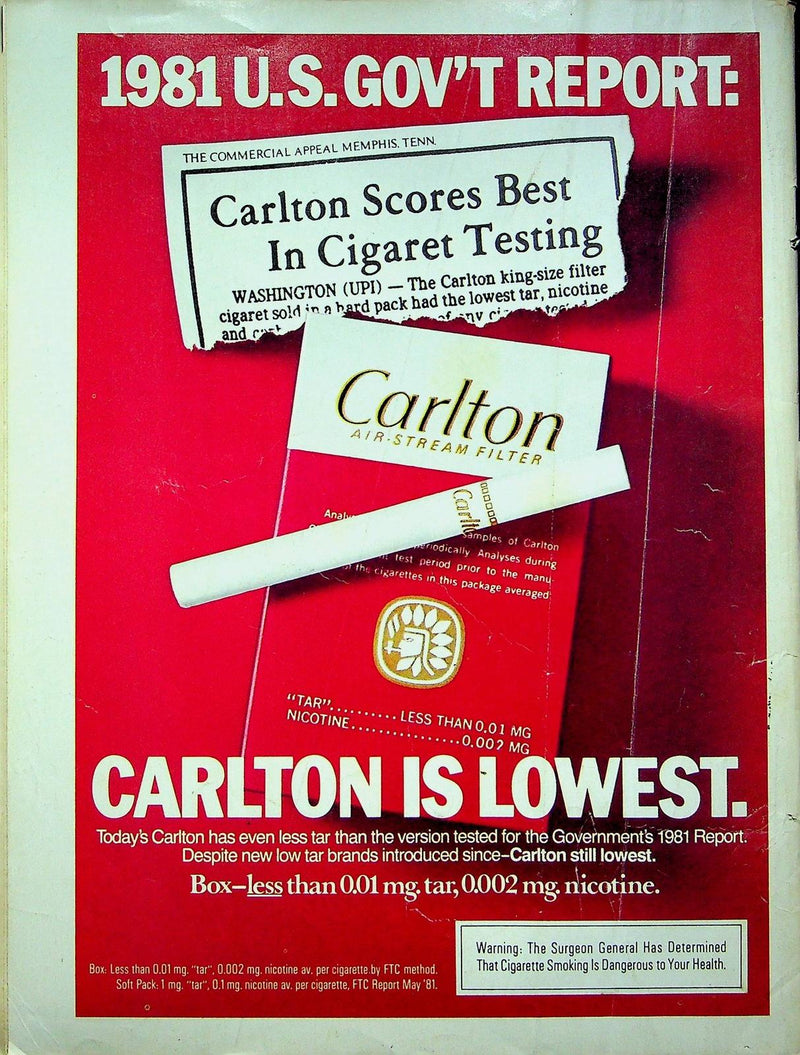 1981 U.S. GOV'T REPORT:
THE COMMERCIAL APPEAL MEMPHIS. TENN.
Carlton Scores Best
In Cigaret Testing
WASHINGTON (UPI) — The Carlton king-size filter
cigaret sold in a hard pack had the lowest tar, nicotine
and
Carlton
AIR-STREAM FILTER
Carlt
samples of Carlton
periodically Analyses during
test period prior to the manu-
of the cigarettes in this package averaged:
"TAR"..........LESS THAN 0.01 MG
NICOTINE................0.002 MG
CARLTON IS LOWEST.
Today's Carlton has even less tar than the version tested for the Government's 1981 Report.
Despite new low tar brands introduced since–Carlton still lowest.
Box–less than 0.01 mg. tar, 0.002 mg. nicotine.
Warning: The Surgeon General Has Determined
That Cigarette Smoking Is Dangerous to Your Health.
Box: Less than 0.01 mg. "tar", 0.002 mg. nicotine av. per cigarette by FTC method.
Soft Pack: 1 mg. "tar", 0.1 mg. nicotine av. per cigarette, FTC Report May '81.